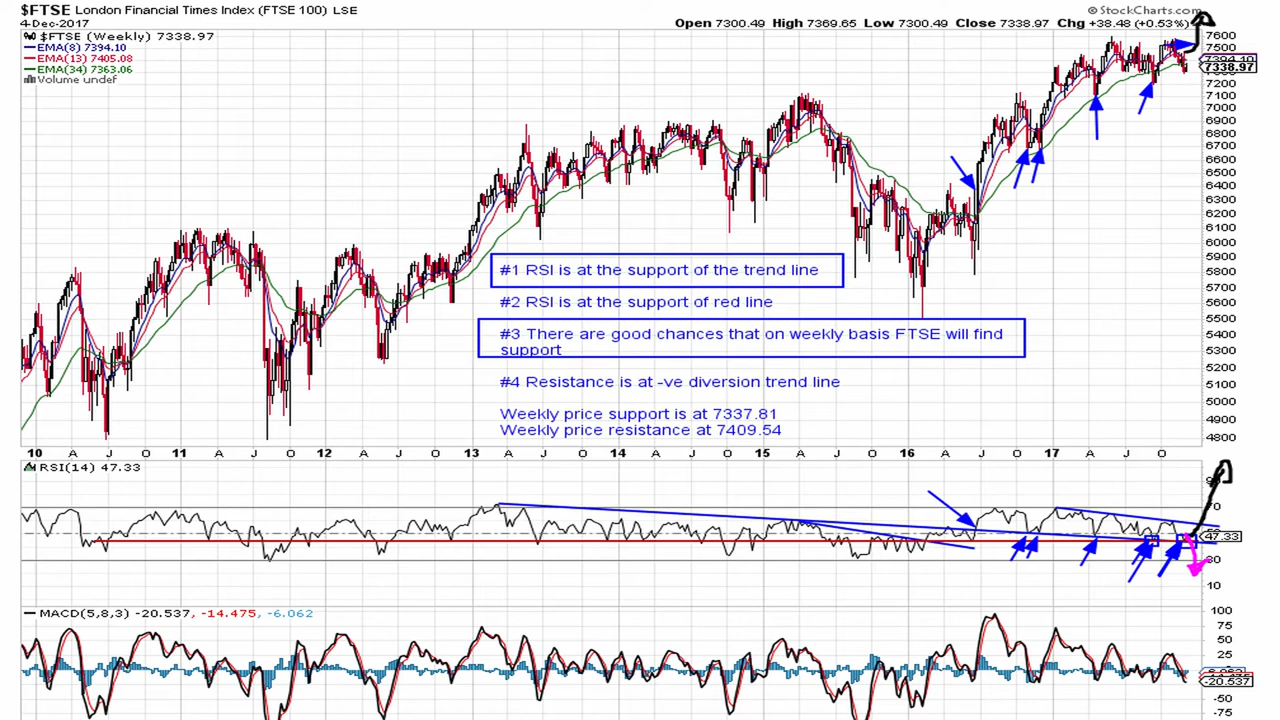 $FTSE London Financial Times Index (FTSE 100) LSE
© StockCharts.com
4-Dec-2017
Open 7300.49 High 7369.65 Low 7300.49 Close 7338.97 Chg +38.48 (+0.53%)
$FTSE (Weekly) 7338.97
EMA(8) 7394.10
EMA(13) 7405.08
EMA(34) 7363.06
Volume undef
7600
7500
7394.10
7338.97
7200
7100
7000
6900
6800
6700
6600
6500
6400
6300
6200
6100
6000
5900
5800
5700
5600
5500
5400
5300
5200
5100
5000
4900
4800
#1 RSI is at the support of the trend line
#2 RSI is at the support of red line
#3 There are good chances that on weekly basis FTSE will find
support
#4 Resistance is at -ve diversion trend line
Weekly price support is at 7337.81
Weekly price resistance at 7409.54
10 A J O 11 A J O 12 A J O 13 A J O 14 A J O 15 A J O 16 A J O 17 A J O
RSI(14) 47.33
90
70
47.33
30
10
MACD(5,8,3) -20.537, -14.475, -6.062
100
75
50
25
0
-20.537
-50
-75